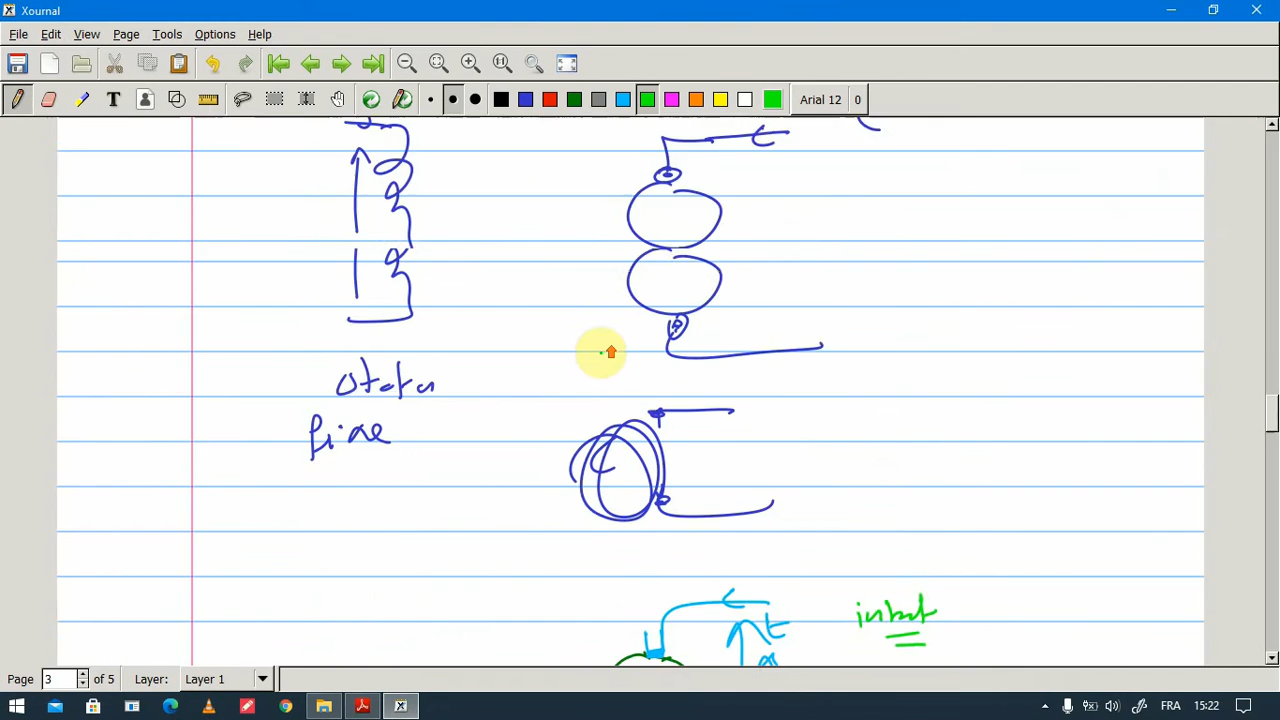 Xournal
File Edit View Page Tools Options Help
Arial 12 0
Stator
fixe
induit
Page 3 of 5 Layer: Layer 1
FRA 15:22